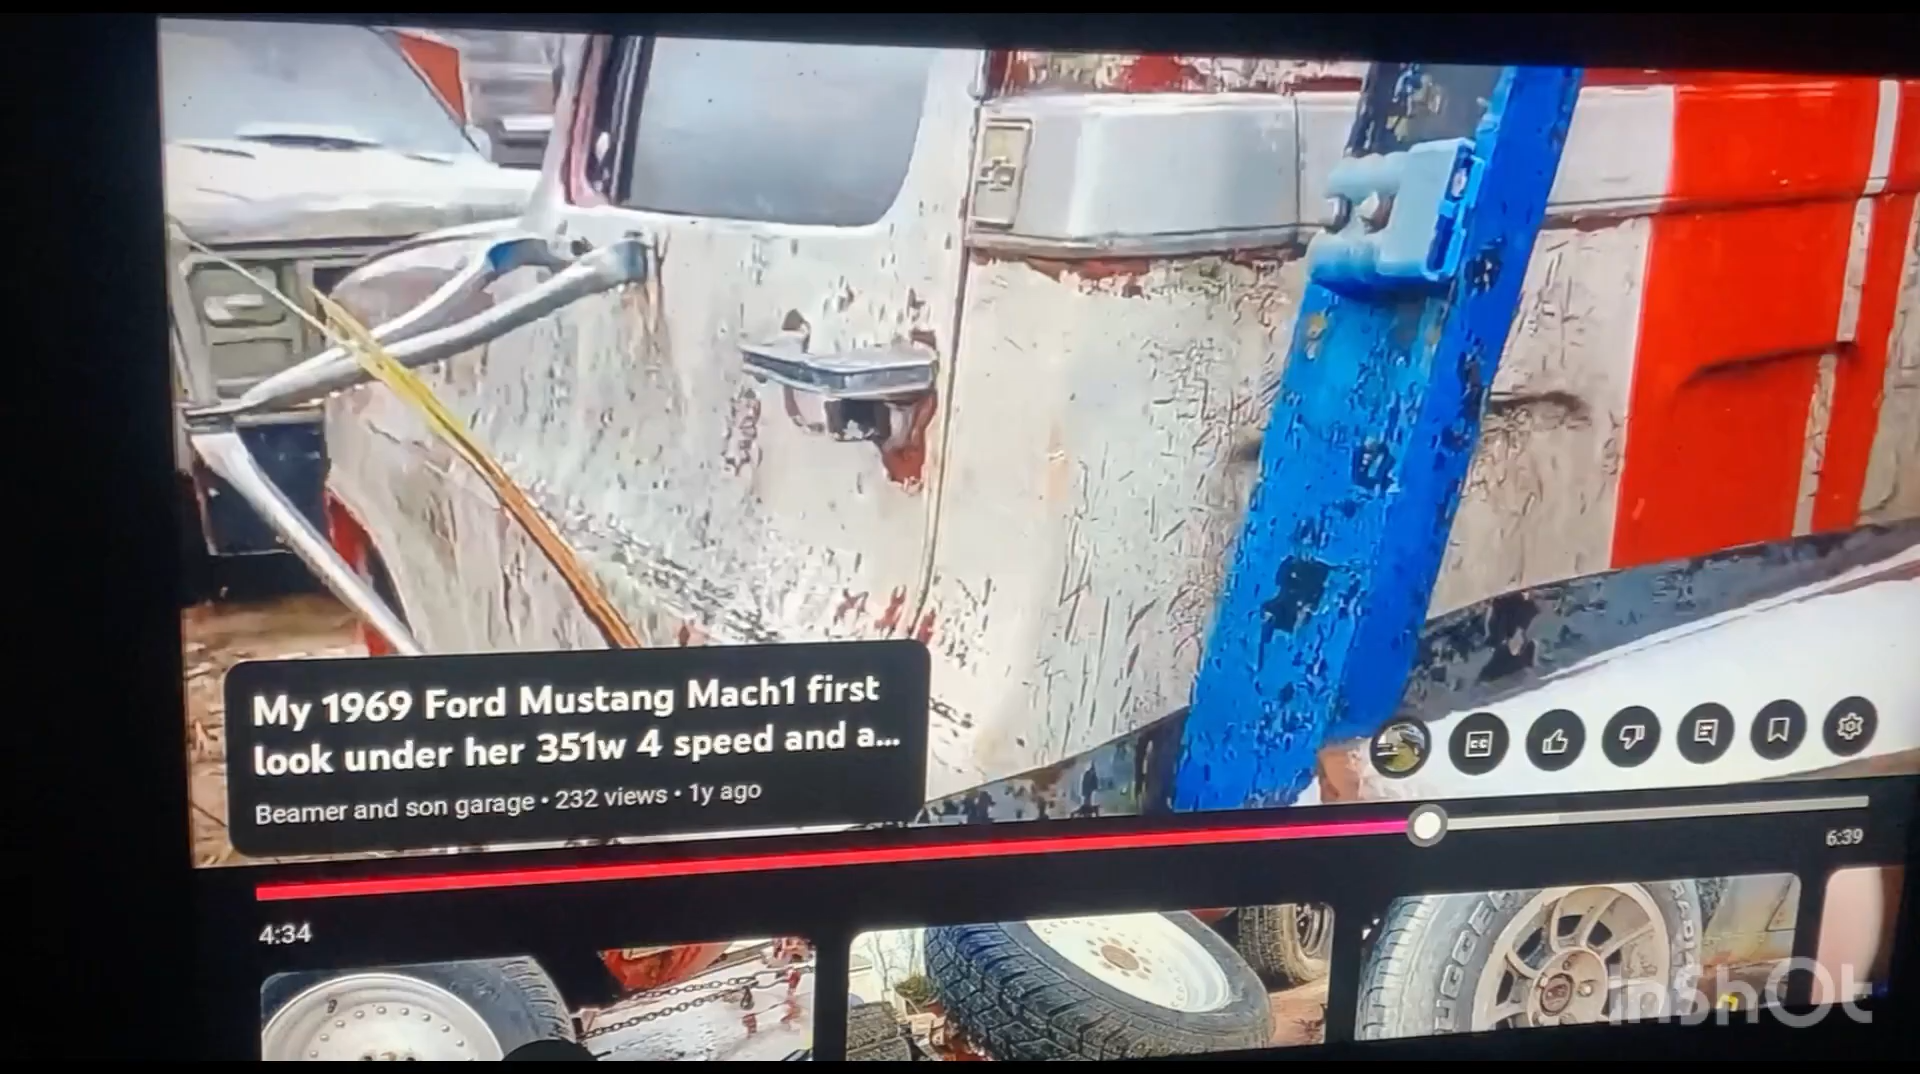 My 1969 Ford Mustang Mach1 first
look under her 351w 4 speed and a...
Beamer and son garage • 232 views • 1y ago
CC
6:39
4:34
InShOt